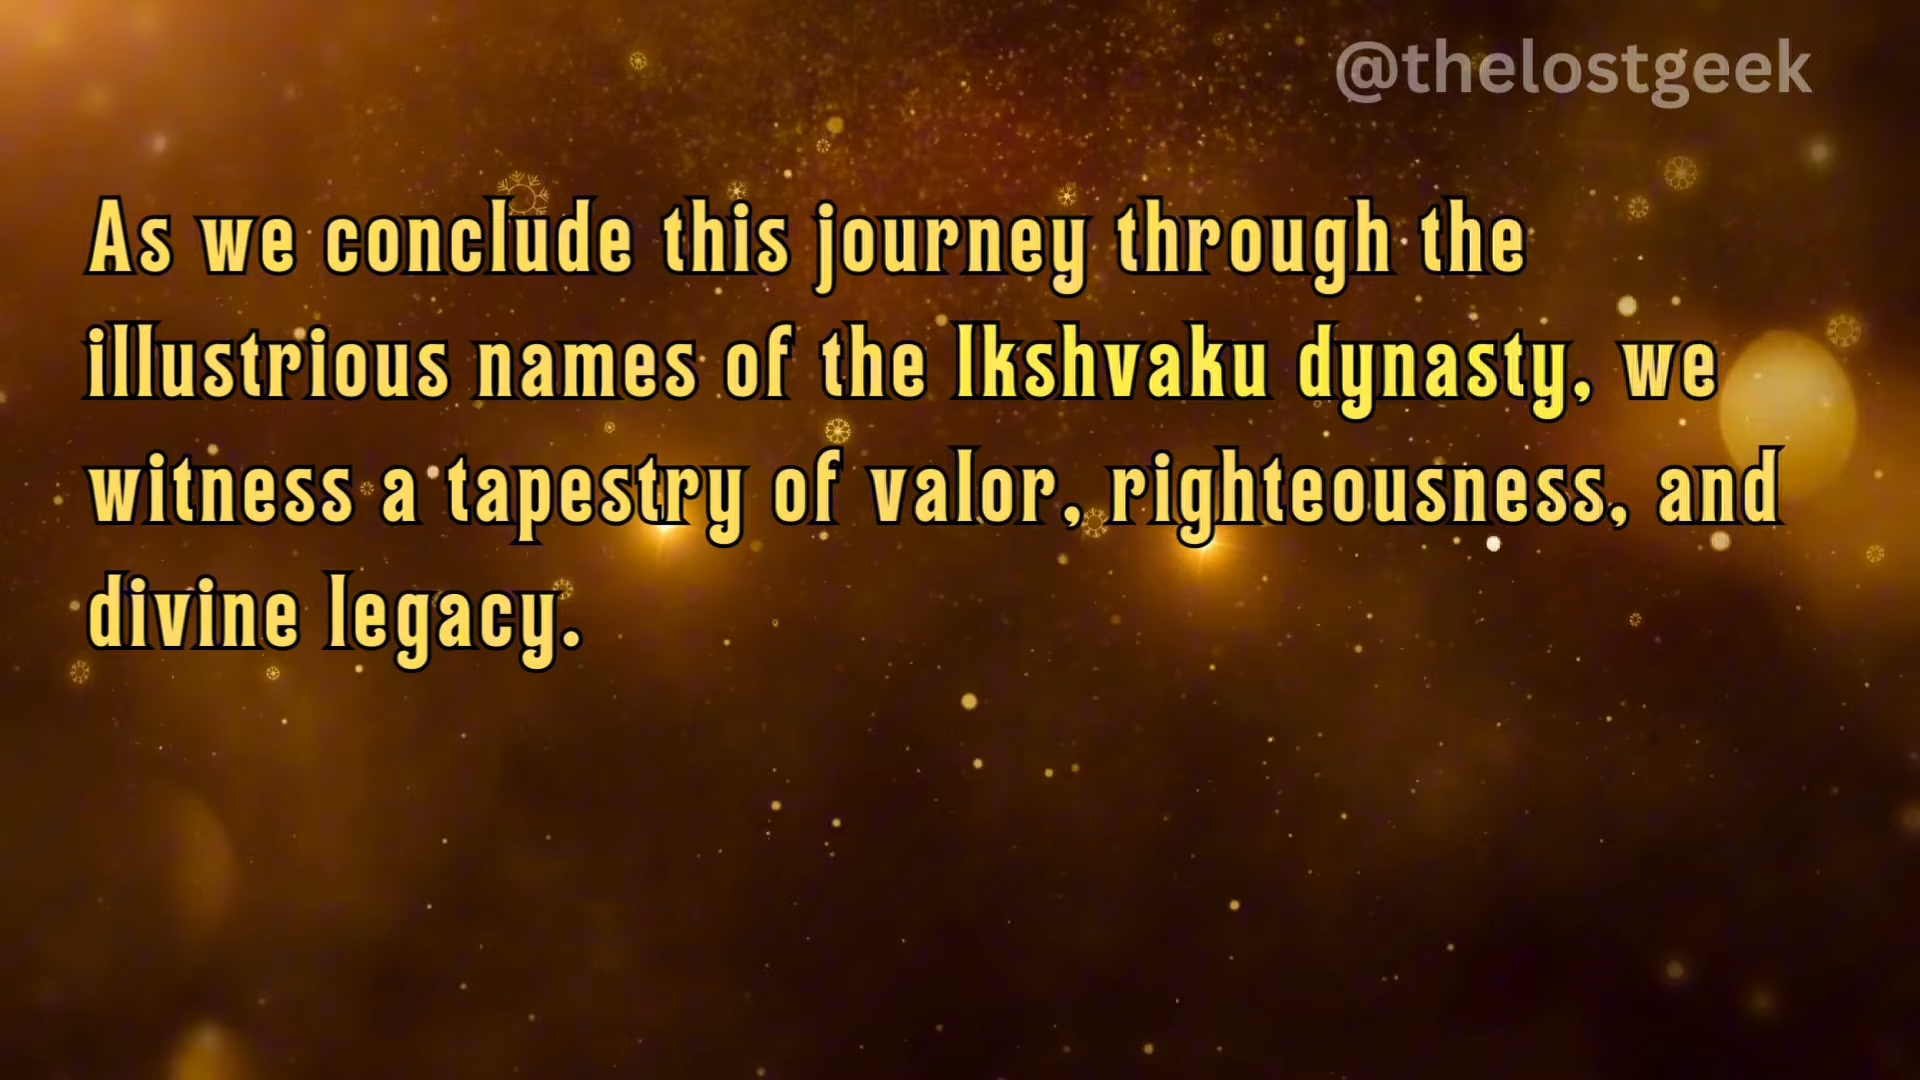 @thelostgeek
As we conclude this journey through the
illustrious names of the Ikshvaku dynasty, we
witness a tapestry of valor, righteousness, and
divine legacy.